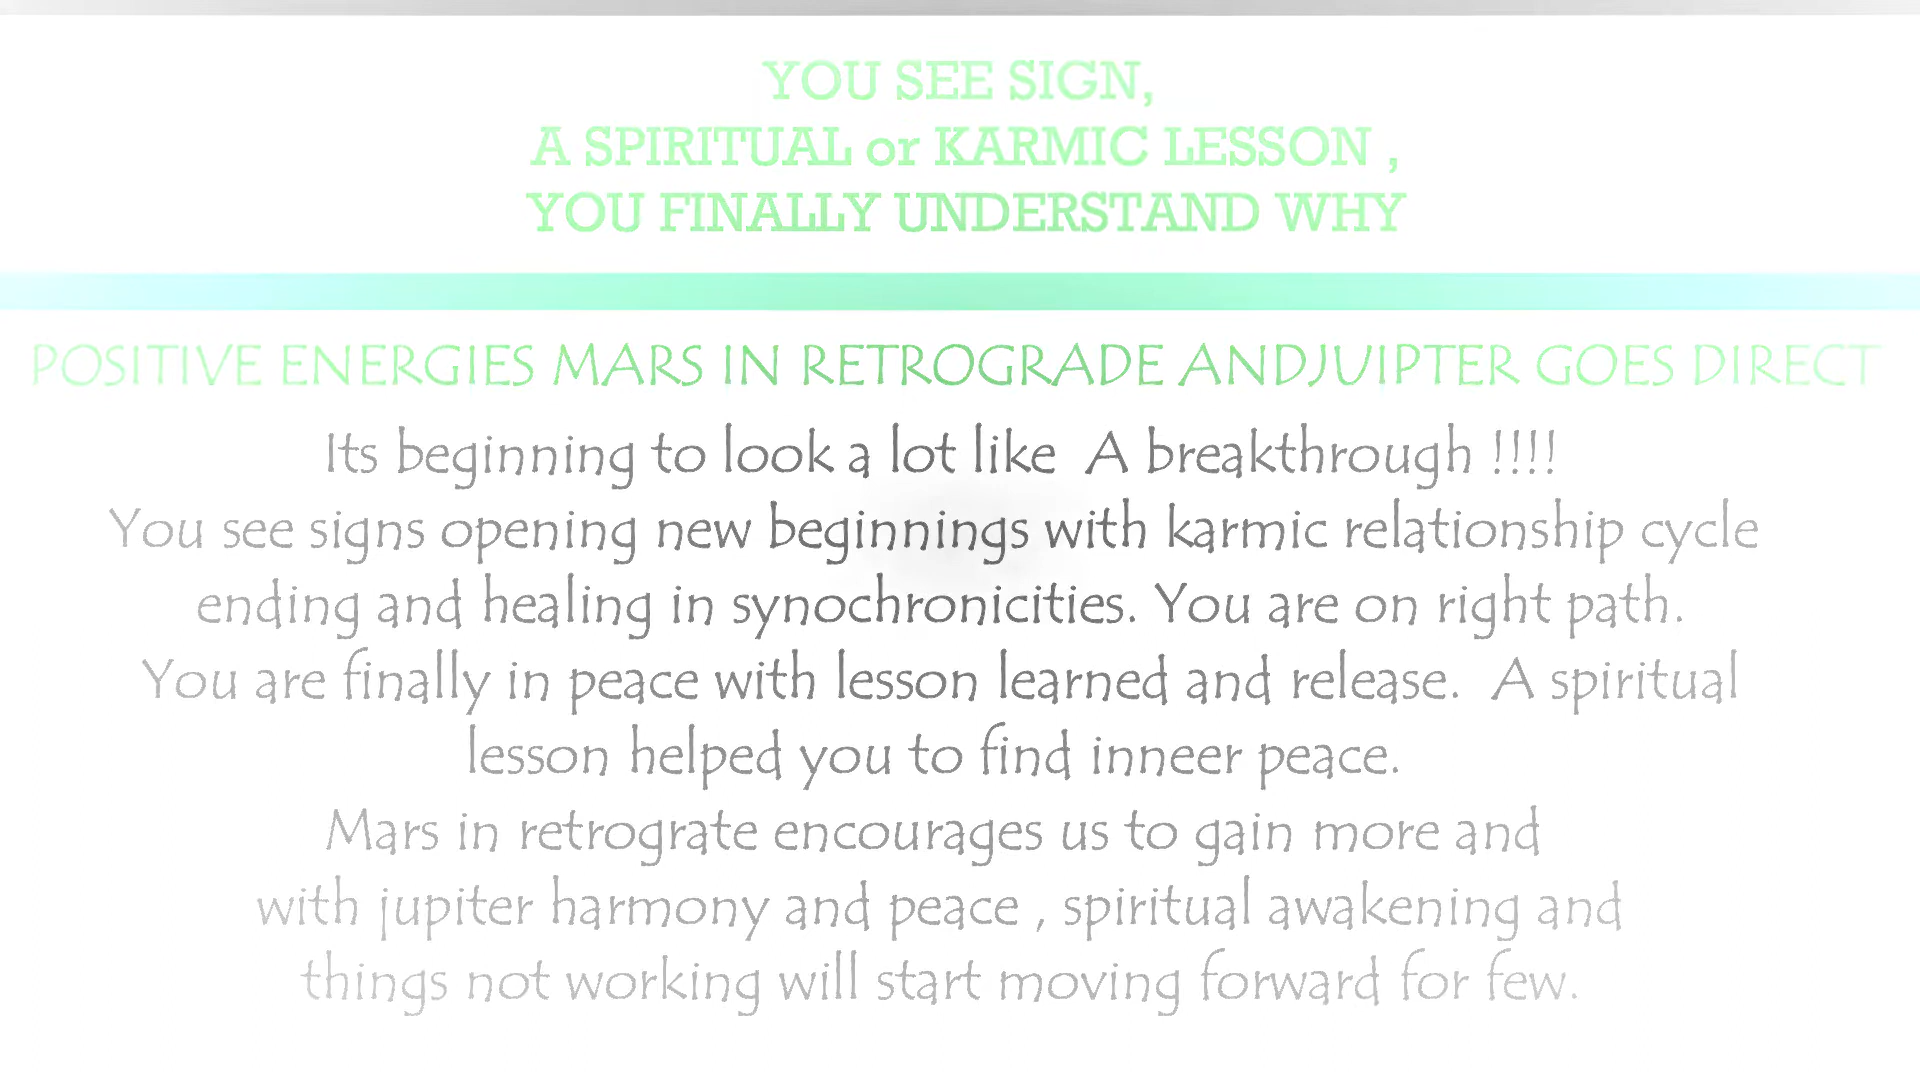 YOU SEE SIGN,
A SPIRITUAL or KARMIC LESSON ,
YOU FINALLY UNDERSTAND WHY
POSITIVE ENERGIES MARS IN RETROGRADE ANDJUIPTER GOES DIRECT
Its beginning to look a lot like  A breakthrough !!!!
You see signs opening new beginnings with karmic relationship cycle
ending and healing in synochronicities. You are on right path.
You are finally in peace with lesson learned and release.  A spiritual
lesson helped you to find inneer peace.
Mars in retrograte encourages us to gain more and
with jupiter harmony and peace , spiritual awakening and
things not working will start moving forward for few.